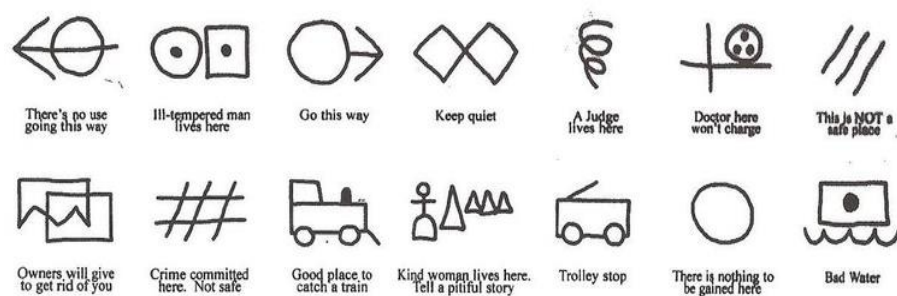 There's no use
going this way
Ill-tempered man
lives here
Go this way
Keep quiet
A Judge
lives here
Doctor here
won't charge
This is NOT a
safe place
Owners will give
to get rid of you
Crime committed
here. Not safe
Good place to
catch a train
Kind woman lives here.
Tell a pitiful story
Trolley stop
There is nothing to
be gained here
Bad Water